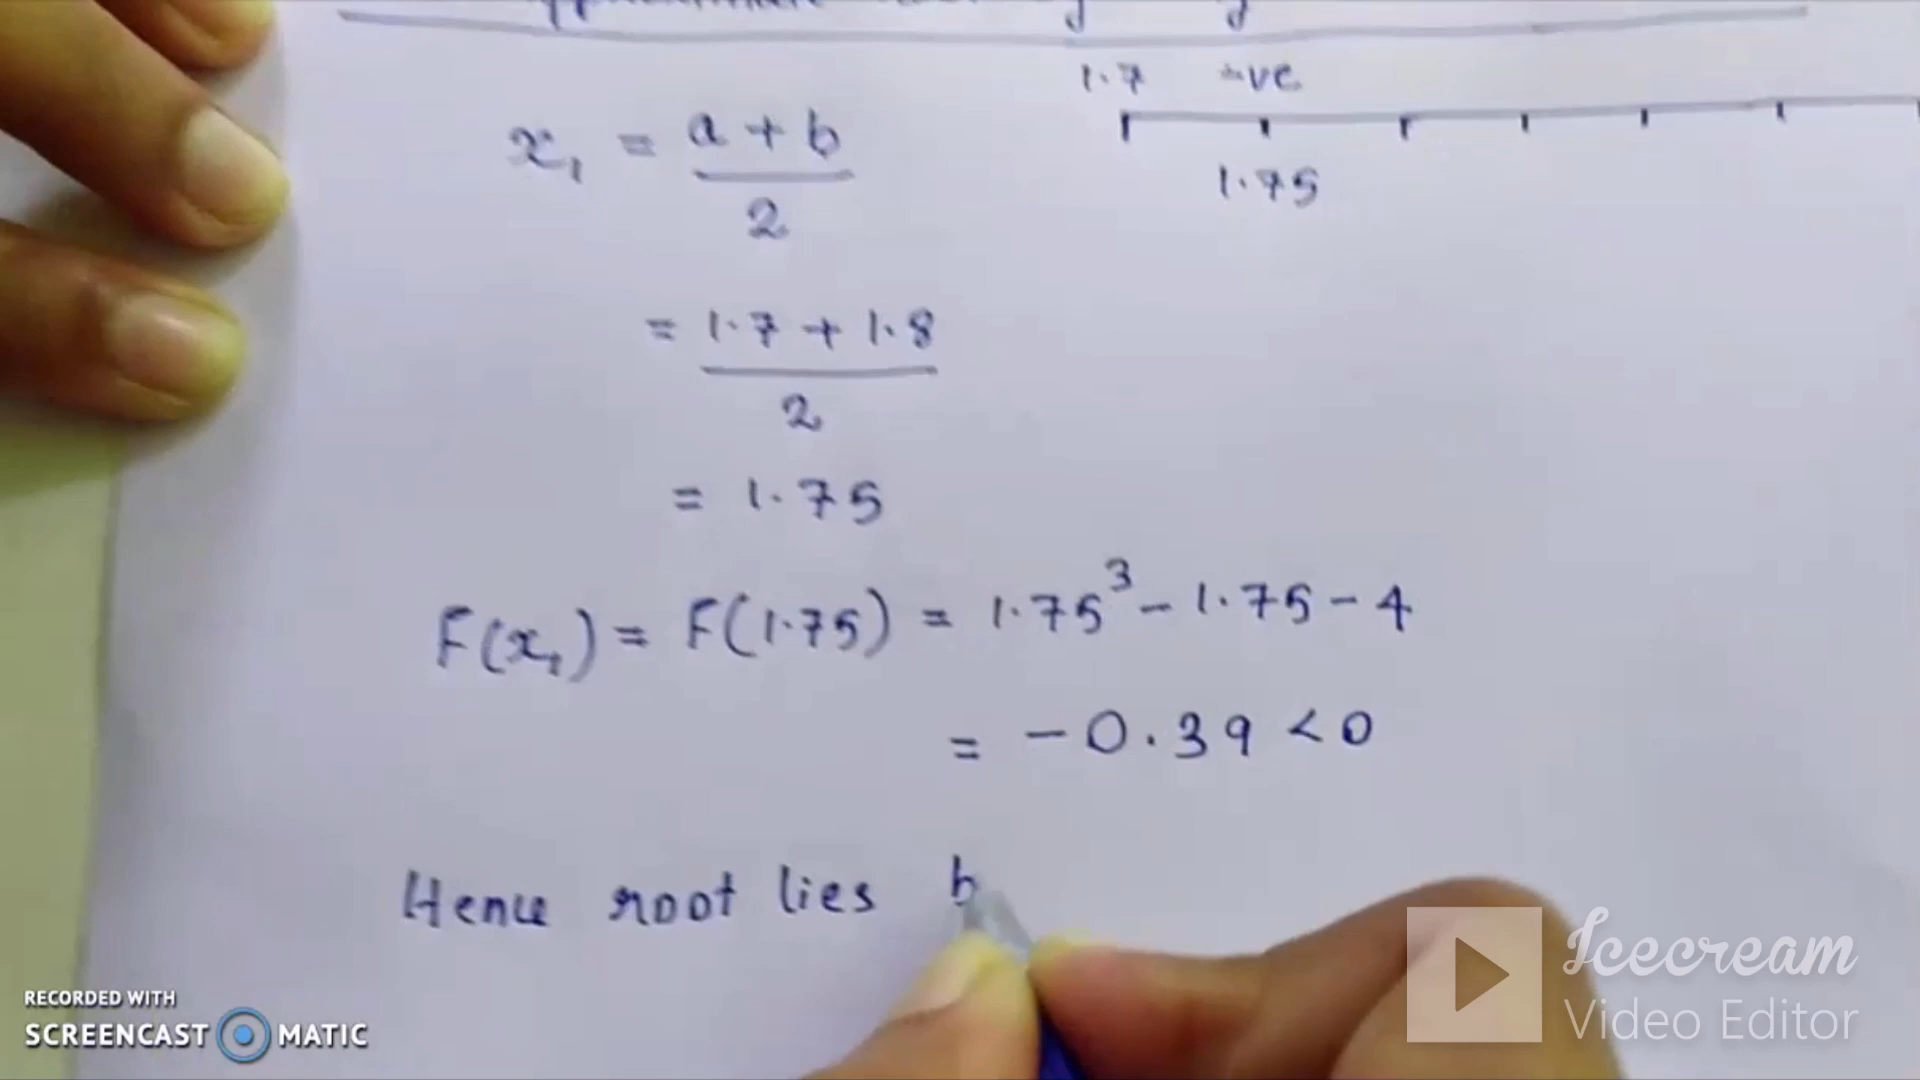 1.7 -ve
1.75
x₁ = a + b
2
= 1.7 + 1.8
2
= 1.75
F(x₁) = F(1.75) = 1.75³ - 1.75 - 4
= -0.39 < 0
Hence root lies b
RECORDED WITH
SCREENCAST MATIC
Icecream
Video Editor